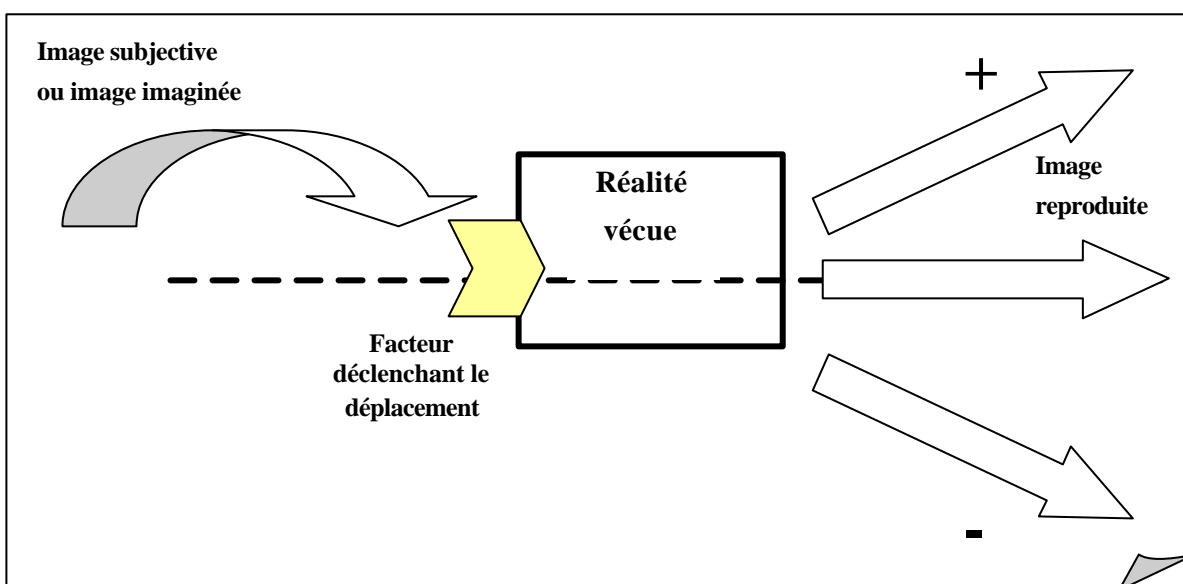 Image subjective
ou image imaginée
+
Réalité
vécue
Image
reproduite
Facteur
déclenchant le
déplacement
-